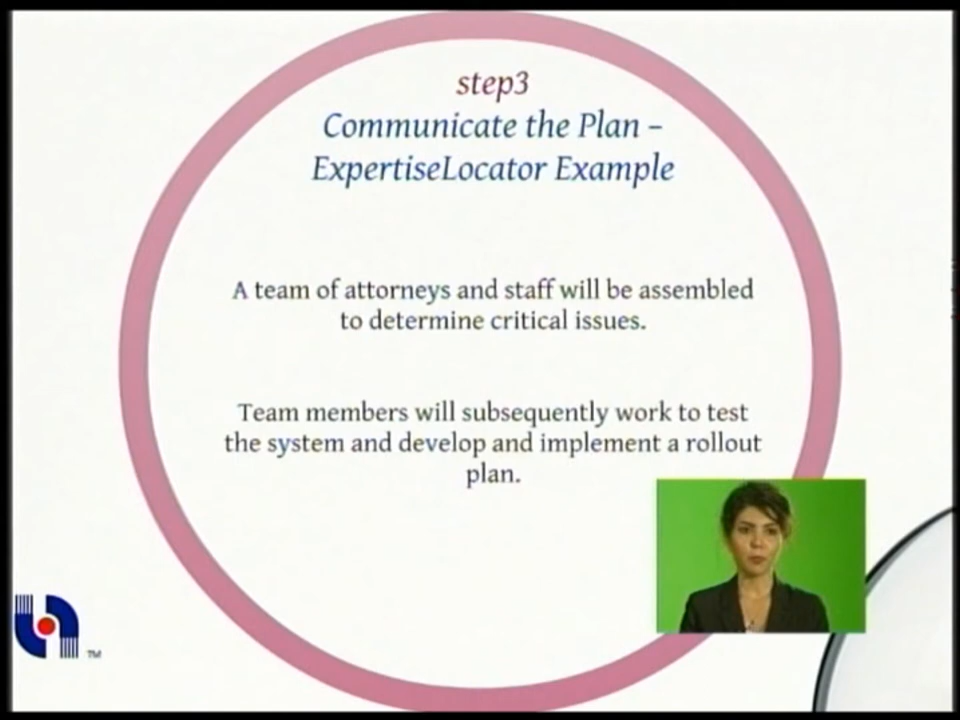 step3
Communicate the Plan –
ExpertiseLocator Example
A team of attorneys and staff will be assembled
to determine critical issues.
Team members will subsequently work to test
the system and develop and implement a rollout
plan.
TM